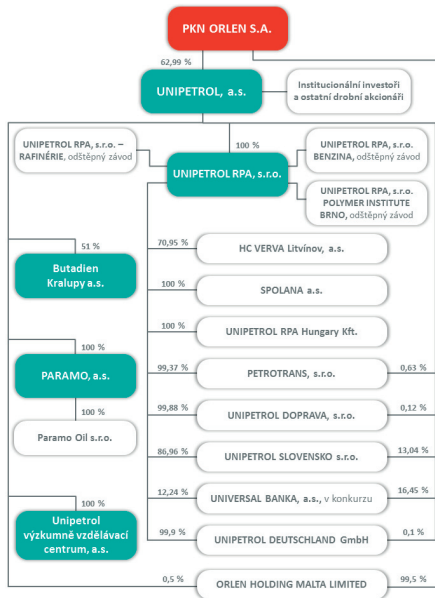 PKN ORLEN S.A.
62,99 %
UNIPETROL, a.s.
Institucionální investoři
a ostatní drobní akcionáři
UNIPETROL RPA, s.r.o. –
RAFINÉRIE, odštěpný závod
100 %
UNIPETROL RPA, s.r.o.
UNIPETROL RPA, s.r.o.
BENZINA, odštěpný závod
UNIPETROL RPA, s.r.o.
POLYMER INSTITUTE
BRNO, odštěpný závod
51 %
Butadien
Kralupy a.s.
100 %
PARAMO, a.s.
100 %
Paramo Oil s.r.o.
100 %
Unipetrol
výzkumně vzdělávací
centrum, a.s.
70,95 %
HC VERVA Litvínov, a.s.
100 %
SPOLANA a.s.
100 %
UNIPETROL RPA Hungary Kft.
99,37 %
PETROTRANS, s.r.o.
0,63 %
99,88 %
UNIPETROL DOPRAVA, s.r.o.
0,12 %
86,96 %
UNIPETROL SLOVENSKO s.r.o.
13,04 %
12,24 %
UNIVERSAL BANKA, a.s., v konkurzu
16,45 %
99,9 %
UNIPETROL DEUTSCHLAND GmbH
0,1 %
0,5 %
ORLEN HOLDING MALTA LIMITED
99,5 %